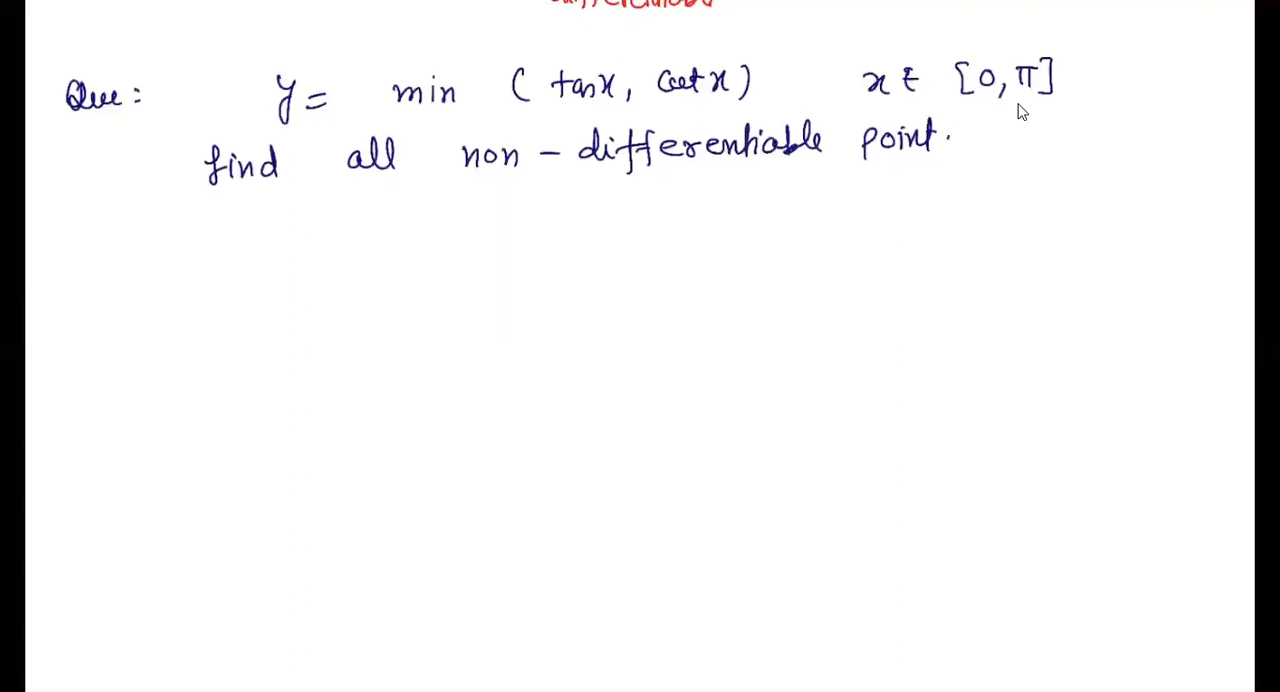 Que : y = min ( tanx, cotx ) x ∈ [0, π]
find all non - differentiable point.